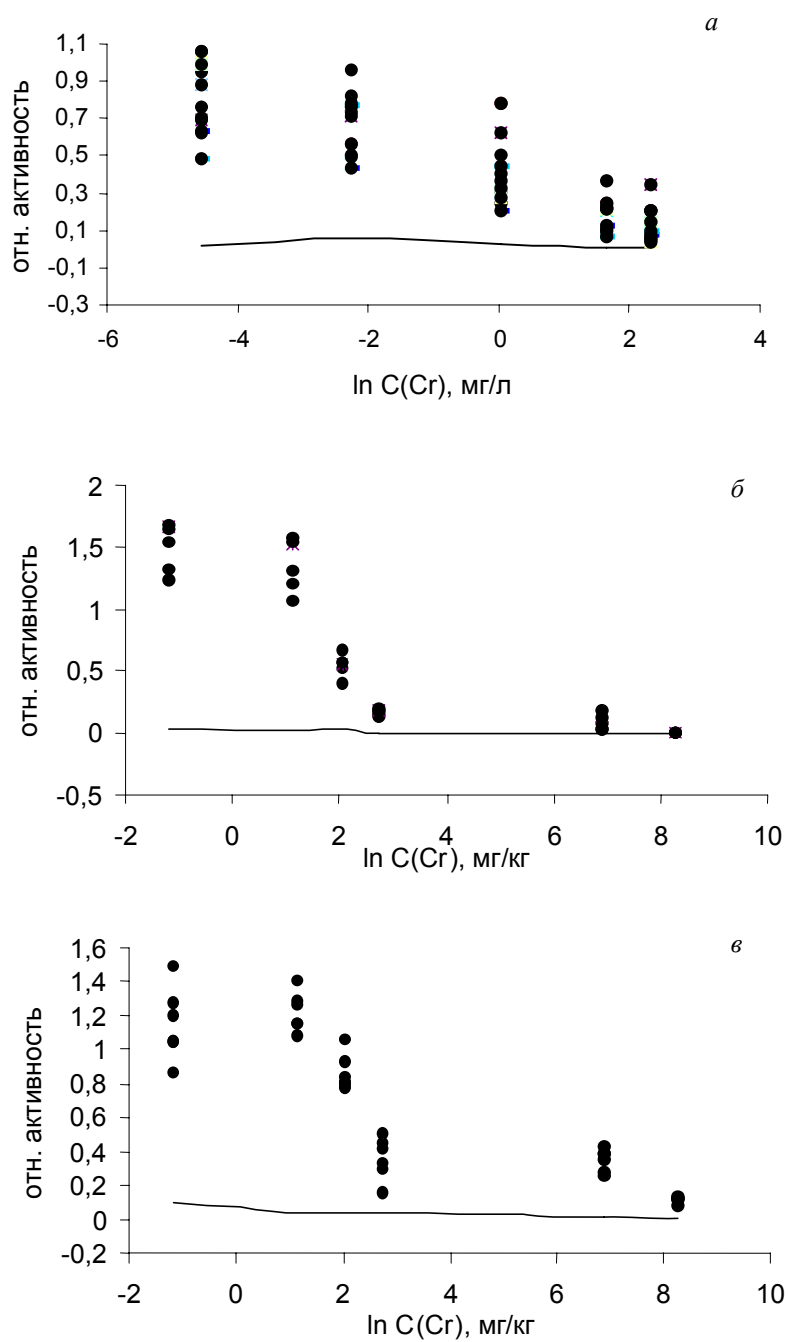 а
1,1
0,9
0,7
0,5
0,3
0,1
-0,1
-0,3
отн. активность
-6 -4 -2 0 2 4
ln C(Cr), мг/л
б
2
1,5
1
0,5
0
-0,5
отн. активность
-2 0 2 4 6 8 10
ln C(Cr), мг/кг
в
1,6
1,4
1,2
1
0,8
0,6
0,4
0,2
0
-0,2
отн. активность
-2 0 2 4 6 8 10
ln C(Cr), мг/кг